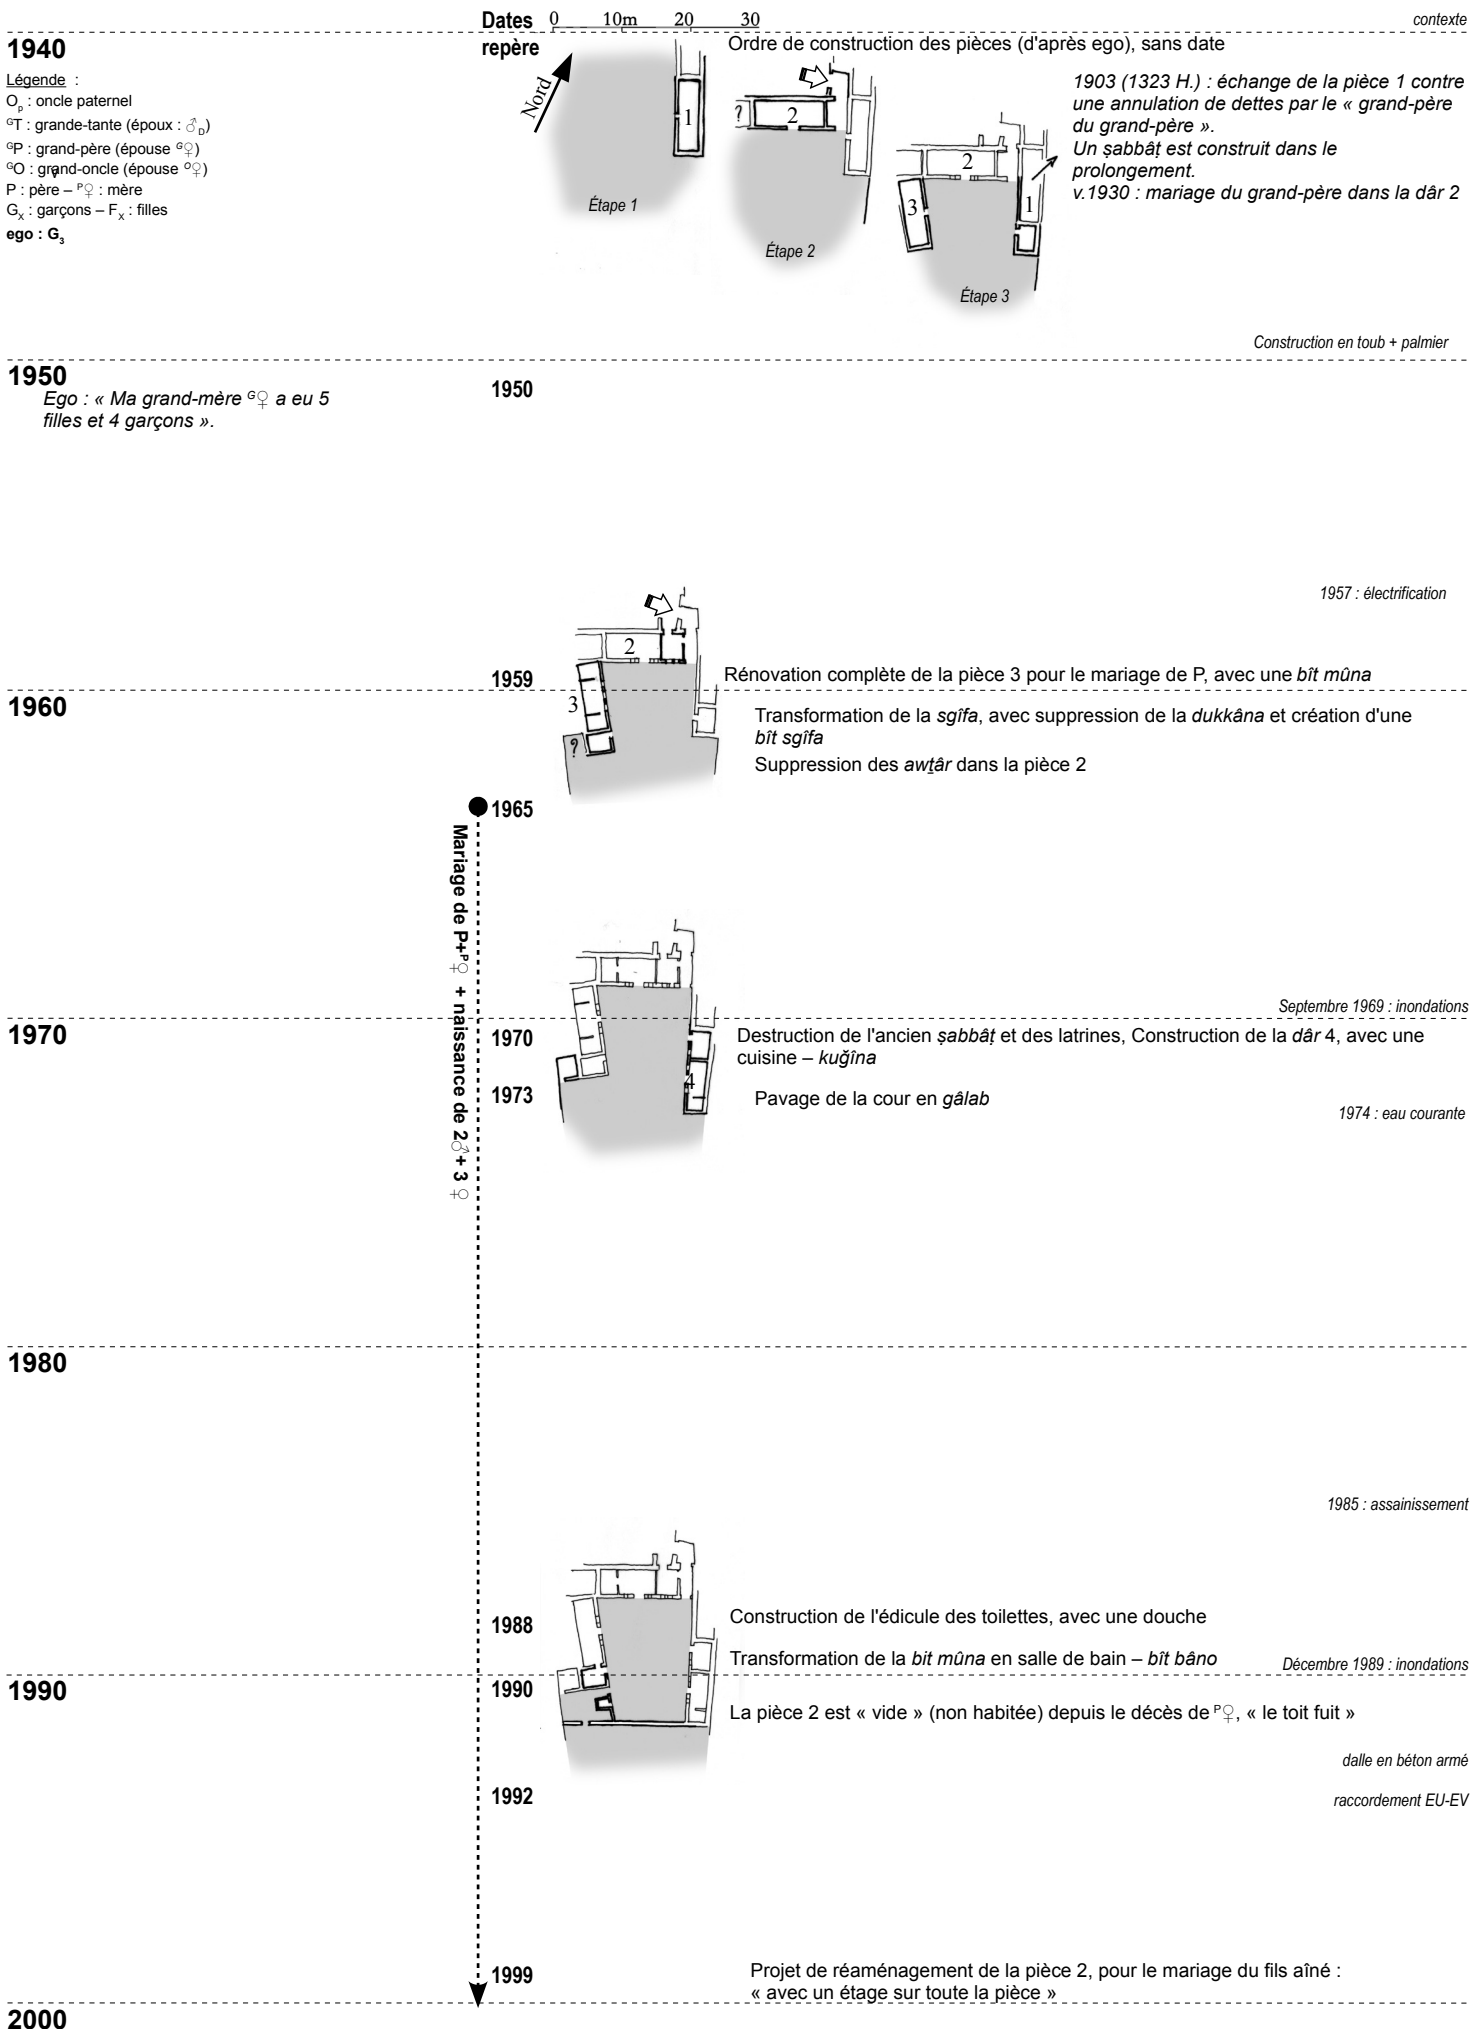 Dates
repère
0 10m 20 30
contexte
1940
Légende :
Op : oncle paternel
GT : grande-tante (époux : ♂D)
GP : grand-père (épouse G♀)
GO : grand-oncle (épouse O♀)
P : père – P♀ : mère
GX : garçons – FX : filles
ego : G3
Nord
Ordre de construction des pièces (d'après ego), sans date
1
Étape 1
?
2
Étape 2
2
3
1
Étape 3
1903 (1323 H.) : échange de la pièce 1 contre
une annulation de dettes par le « grand-père
du grand-père ».
Un ṣabbâṭ est construit dans le
prolongement.
v.1930 : mariage du grand-père dans la dâr 2
Construction en toub + palmier
1950
Ego : « Ma grand-mère G♀ a eu 5
filles et 4 garçons ».
1950
1957 : électrification
2
3
?
1959
Rénovation complète de la pièce 3 pour le mariage de P, avec une bît mûna
1960
Transformation de la sgîfa, avec suppression de la dukkâna et création d'une
bît sgîfa
Suppression des awṯâr dans la pièce 2
1965
Mariage de P+P♀ + naissance de 2♂+ 3 ♀
Septembre 1969 : inondations
1970
1970
Destruction de l'ancien ṣabbâṭ et des latrines, Construction de la dâr 4, avec une
cuisine – kuğîna
4
1973
Pavage de la cour en gâlab
1974 : eau courante
1980
1985 : assainissement
1988
Construction de l'édicule des toilettes, avec une douche
Transformation de la bit mûna en salle de bain – bît bâno
Décembre 1989 : inondations
1990
1990
La pièce 2 est « vide » (non habitée) depuis le décès de P♀, « le toit fuit »
dalle en béton armé
1992
raccordement EU-EV
1999
Projet de réaménagement de la pièce 2, pour le mariage du fils aîné :
« avec un étage sur toute la pièce »
2000